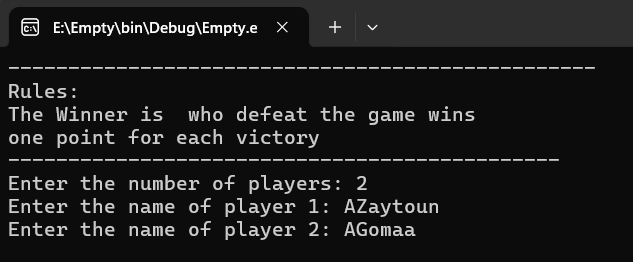 E:\Empty\bin\Debug\Empty.e
-------------------------------------------------
Rules:
The Winner is  who defeat the game wins
one point for each victory
----------------------------------------------
Enter the number of players: 2
Enter the name of player 1: AZaytoun
Enter the name of player 2: AGomaa